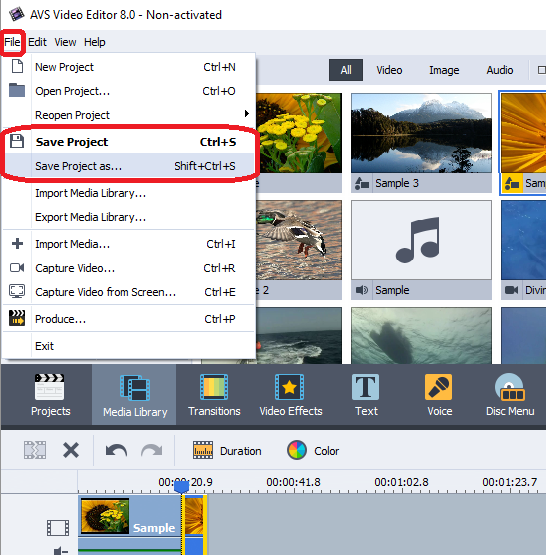 AVS Video Editor 8.0 - Non-activated
File Edit View Help
New Project Ctrl+N
Open Project... Ctrl+O
Reopen Project
Save Project Ctrl+S
Save Project as... Shift+Ctrl+S
Import Media Library...
Export Media Library...
Import Media... Ctrl+I
Capture Video... Ctrl+R
Capture Video from Screen... Ctrl+E
Produce... Ctrl+P
Exit
All Video Image Audio
Sample 3
2 Sample
Projects Media Library Transitions Video Effects Text Voice Disc Menu
Duration Color
00:00:20.9 00:00:41.8 00:01:02.8 00:01:23.7
Sample